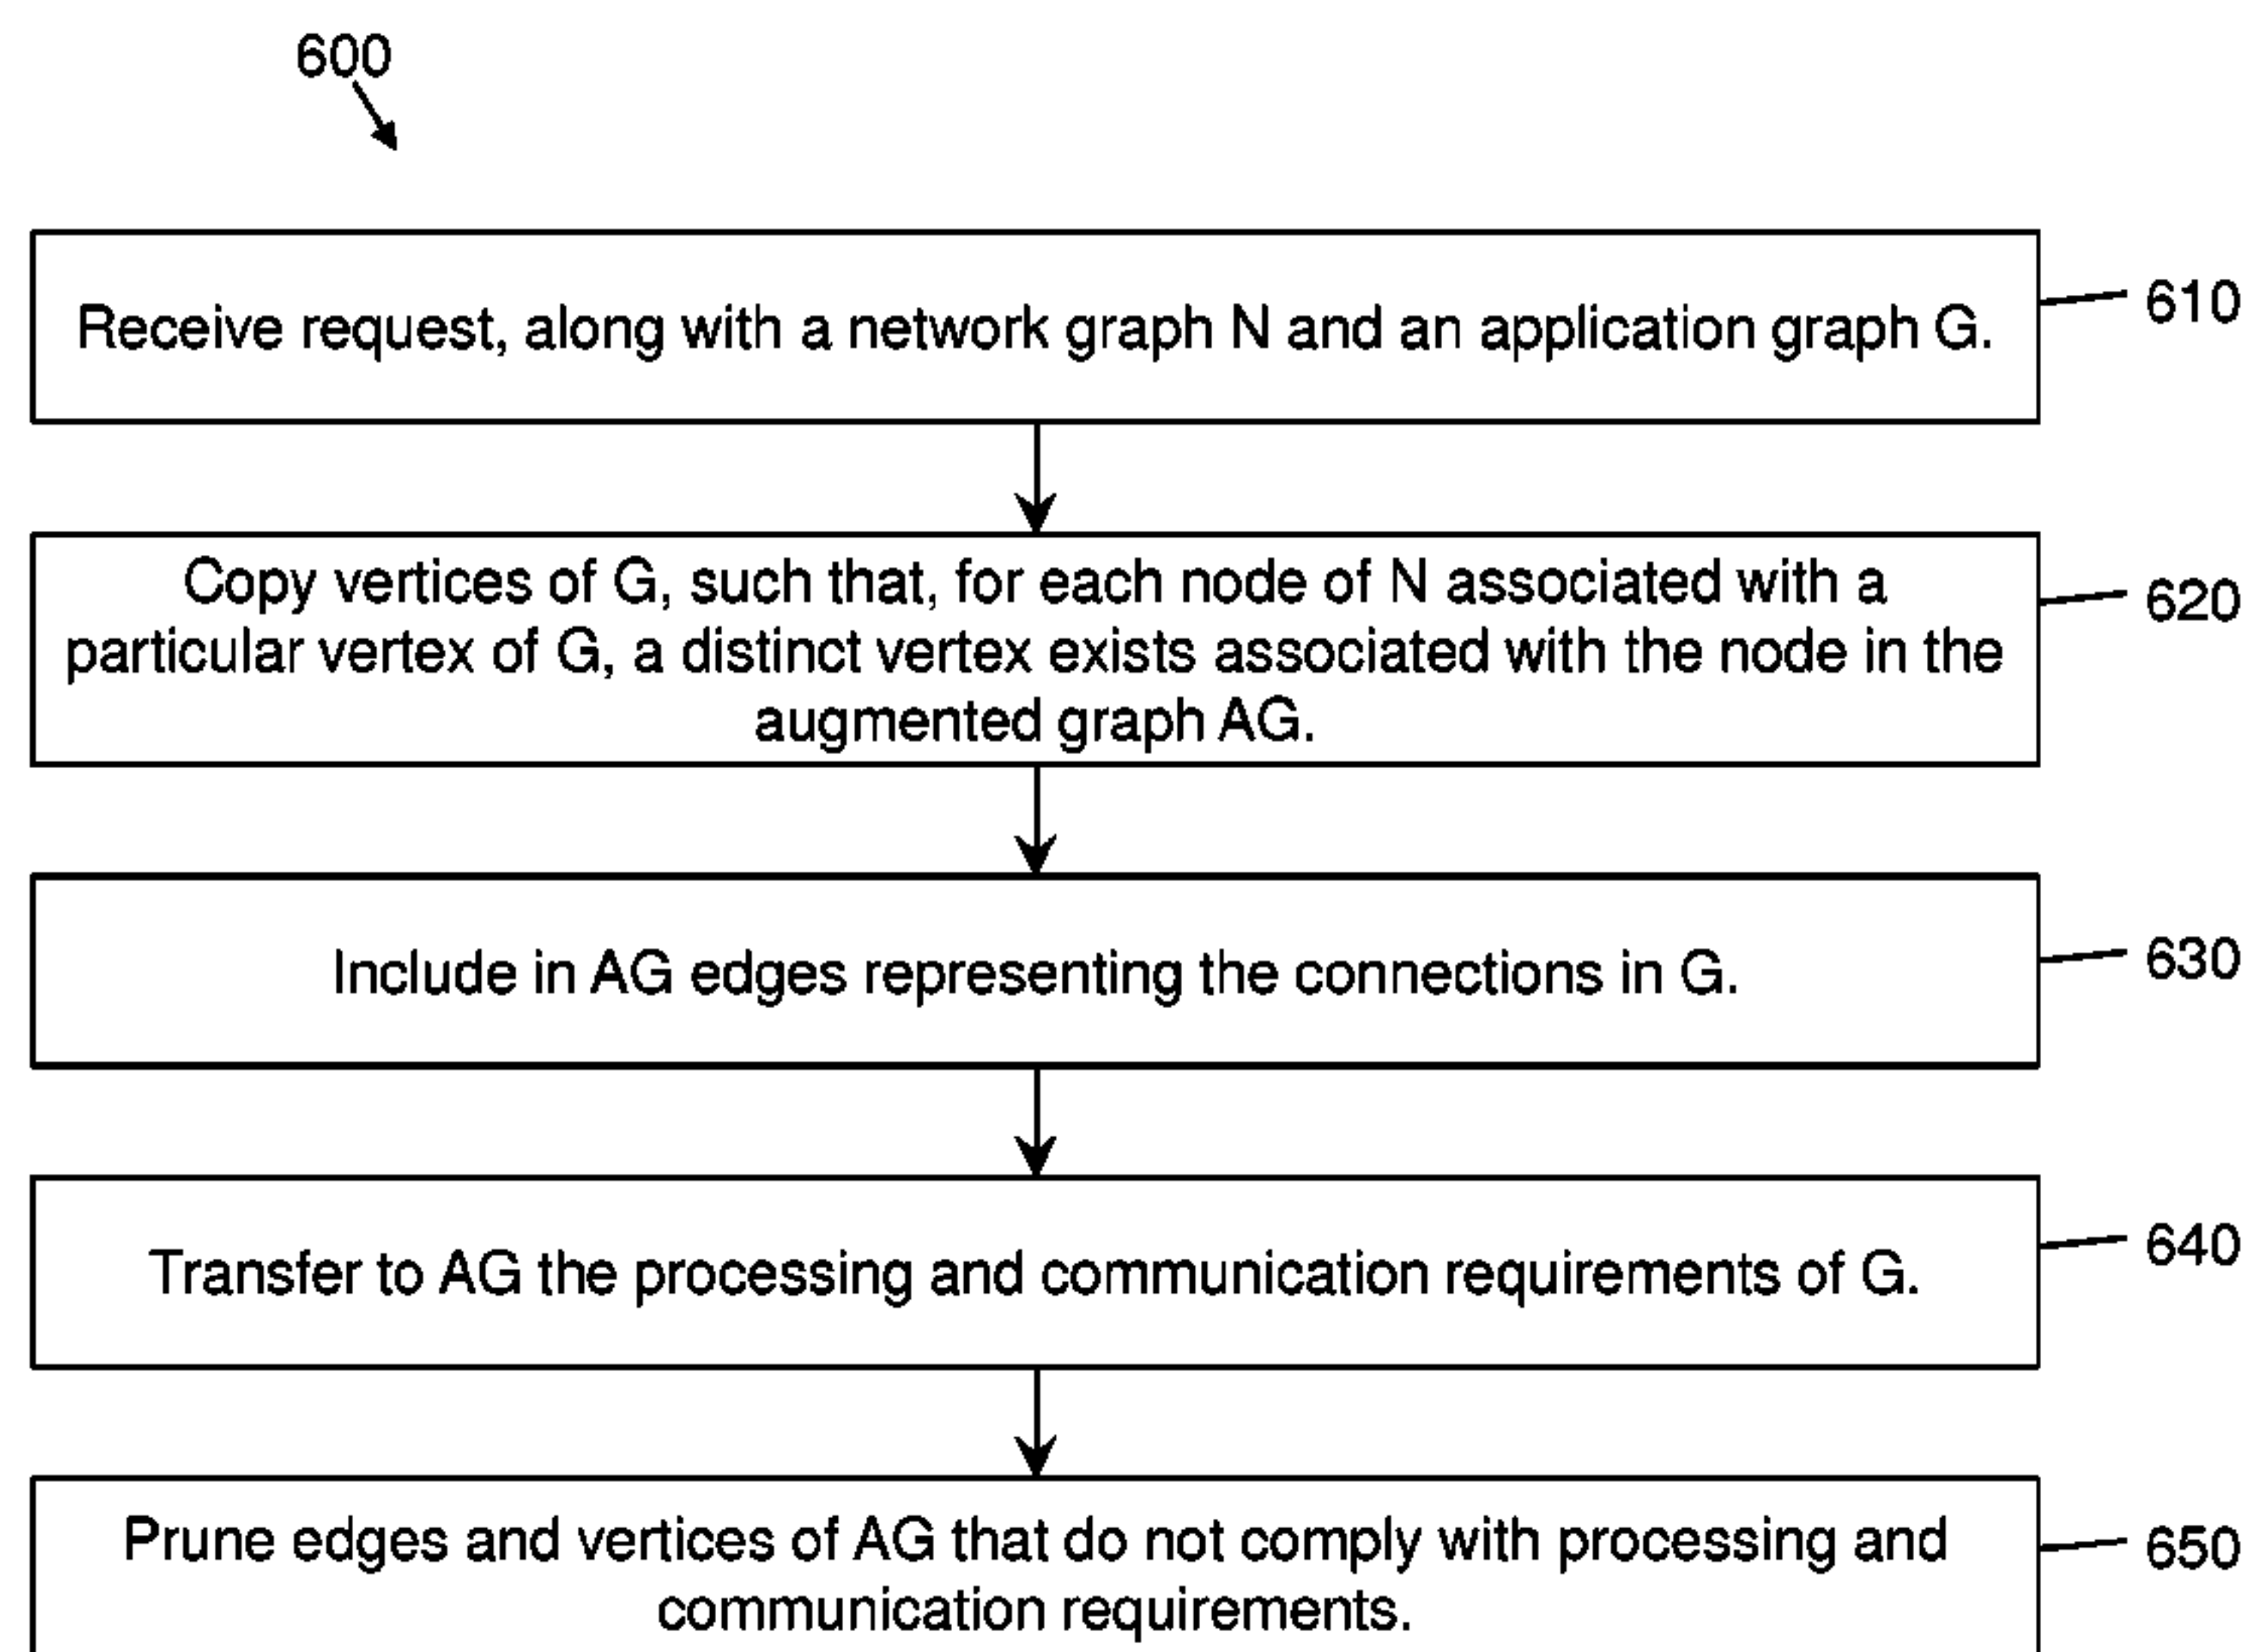 600
Receive request, along with a network graph N and an application graph G.
610
Copy vertices of G, such that, for each node of N associated with a
particular vertex of G, a distinct vertex exists associated with the node in the
augmented graph AG.
620
Include in AG edges representing the connections in G.
630
Transfer to AG the processing and communication requirements of G.
640
Prune edges and vertices of AG that do not comply with processing and
communication requirements.
650